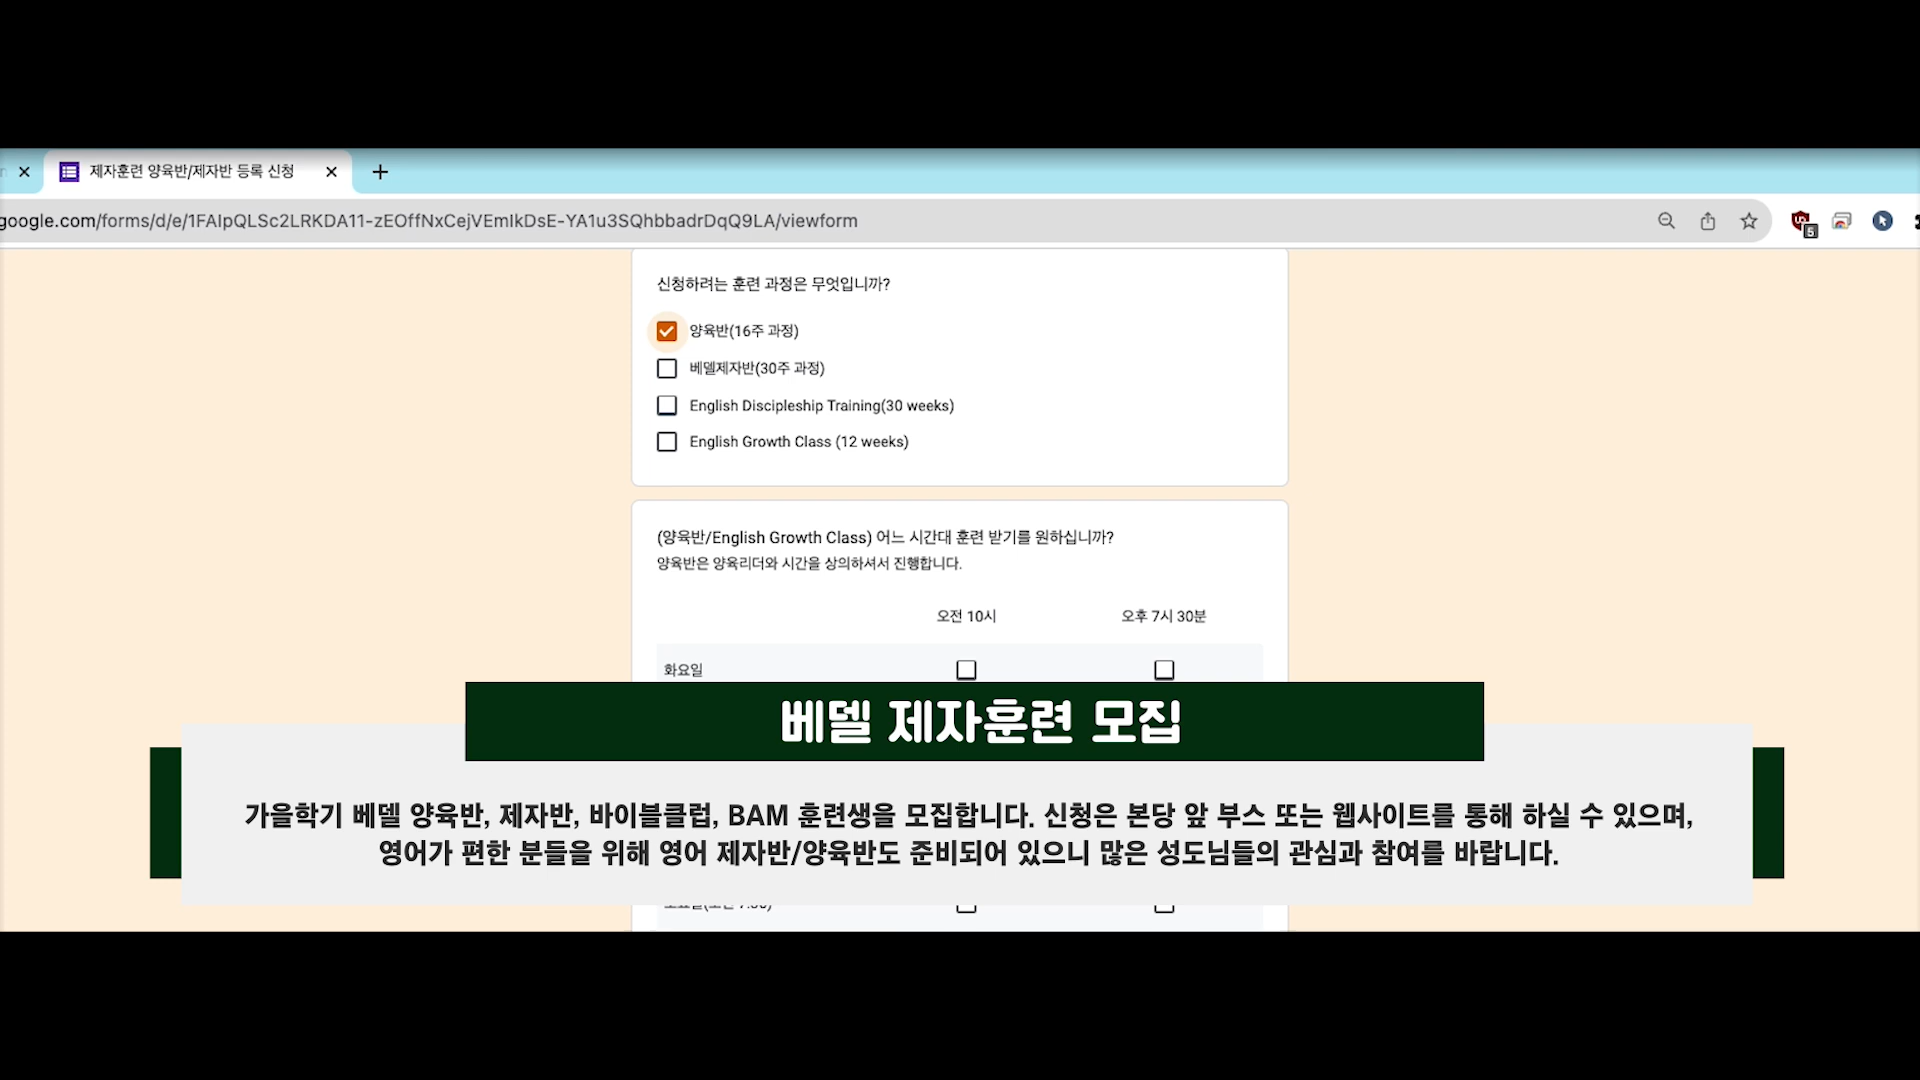 제자훈련 양육반/제자반 등록 신청
google.com/forms/d/e/1FAIpQLSc2LRKDA11-zEOffNxCejVEmIkDsE-YA1u3SQhbbadrDqQ9LA/viewform
5
신청하려는 훈련 과정은 무엇입니까?
양육반(16주 과정)
베델제자반(30주 과정)
English Discipleship Training(30 weeks)
English Growth Class (12 weeks)
(양육반/English Growth Class) 어느 시간대 훈련 받기를 원하십니까?
양육반은 양육리더와 시간을 상의하셔서 진행합니다.
오전 10시 오후 7시 30분
화요일
베델 제자훈련 모집
가을학기 베델 양육반, 제자반, 바이블클럽, BAM 훈련생을 모집합니다. 신청은 본당 앞 부스 또는 웹사이트를 통해 하실 수 있으며,
영어가 편한 분들을 위해 영어 제자반/양육반도 준비되어 있으니 많은 성도님들의 관심과 참여를 바랍니다.